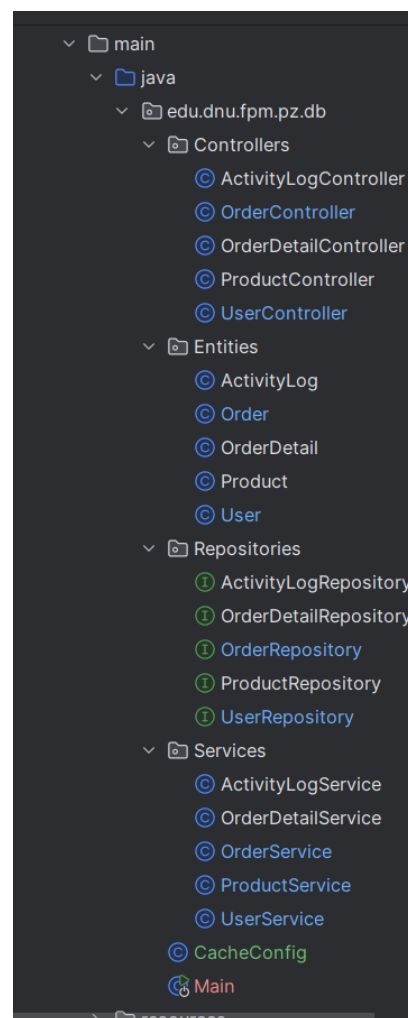 main
java
edu.dnu.fpm.pz.db
Controllers
ActivityLogController
OrderController
OrderDetailController
ProductController
UserController
Entities
ActivityLog
Order
OrderDetail
Product
User
Repositories
ActivityLogRepository
OrderDetailRepository
OrderRepository
ProductRepository
UserRepository
Services
ActivityLogService
OrderDetailService
OrderService
ProductService
UserService
CacheConfig
Main